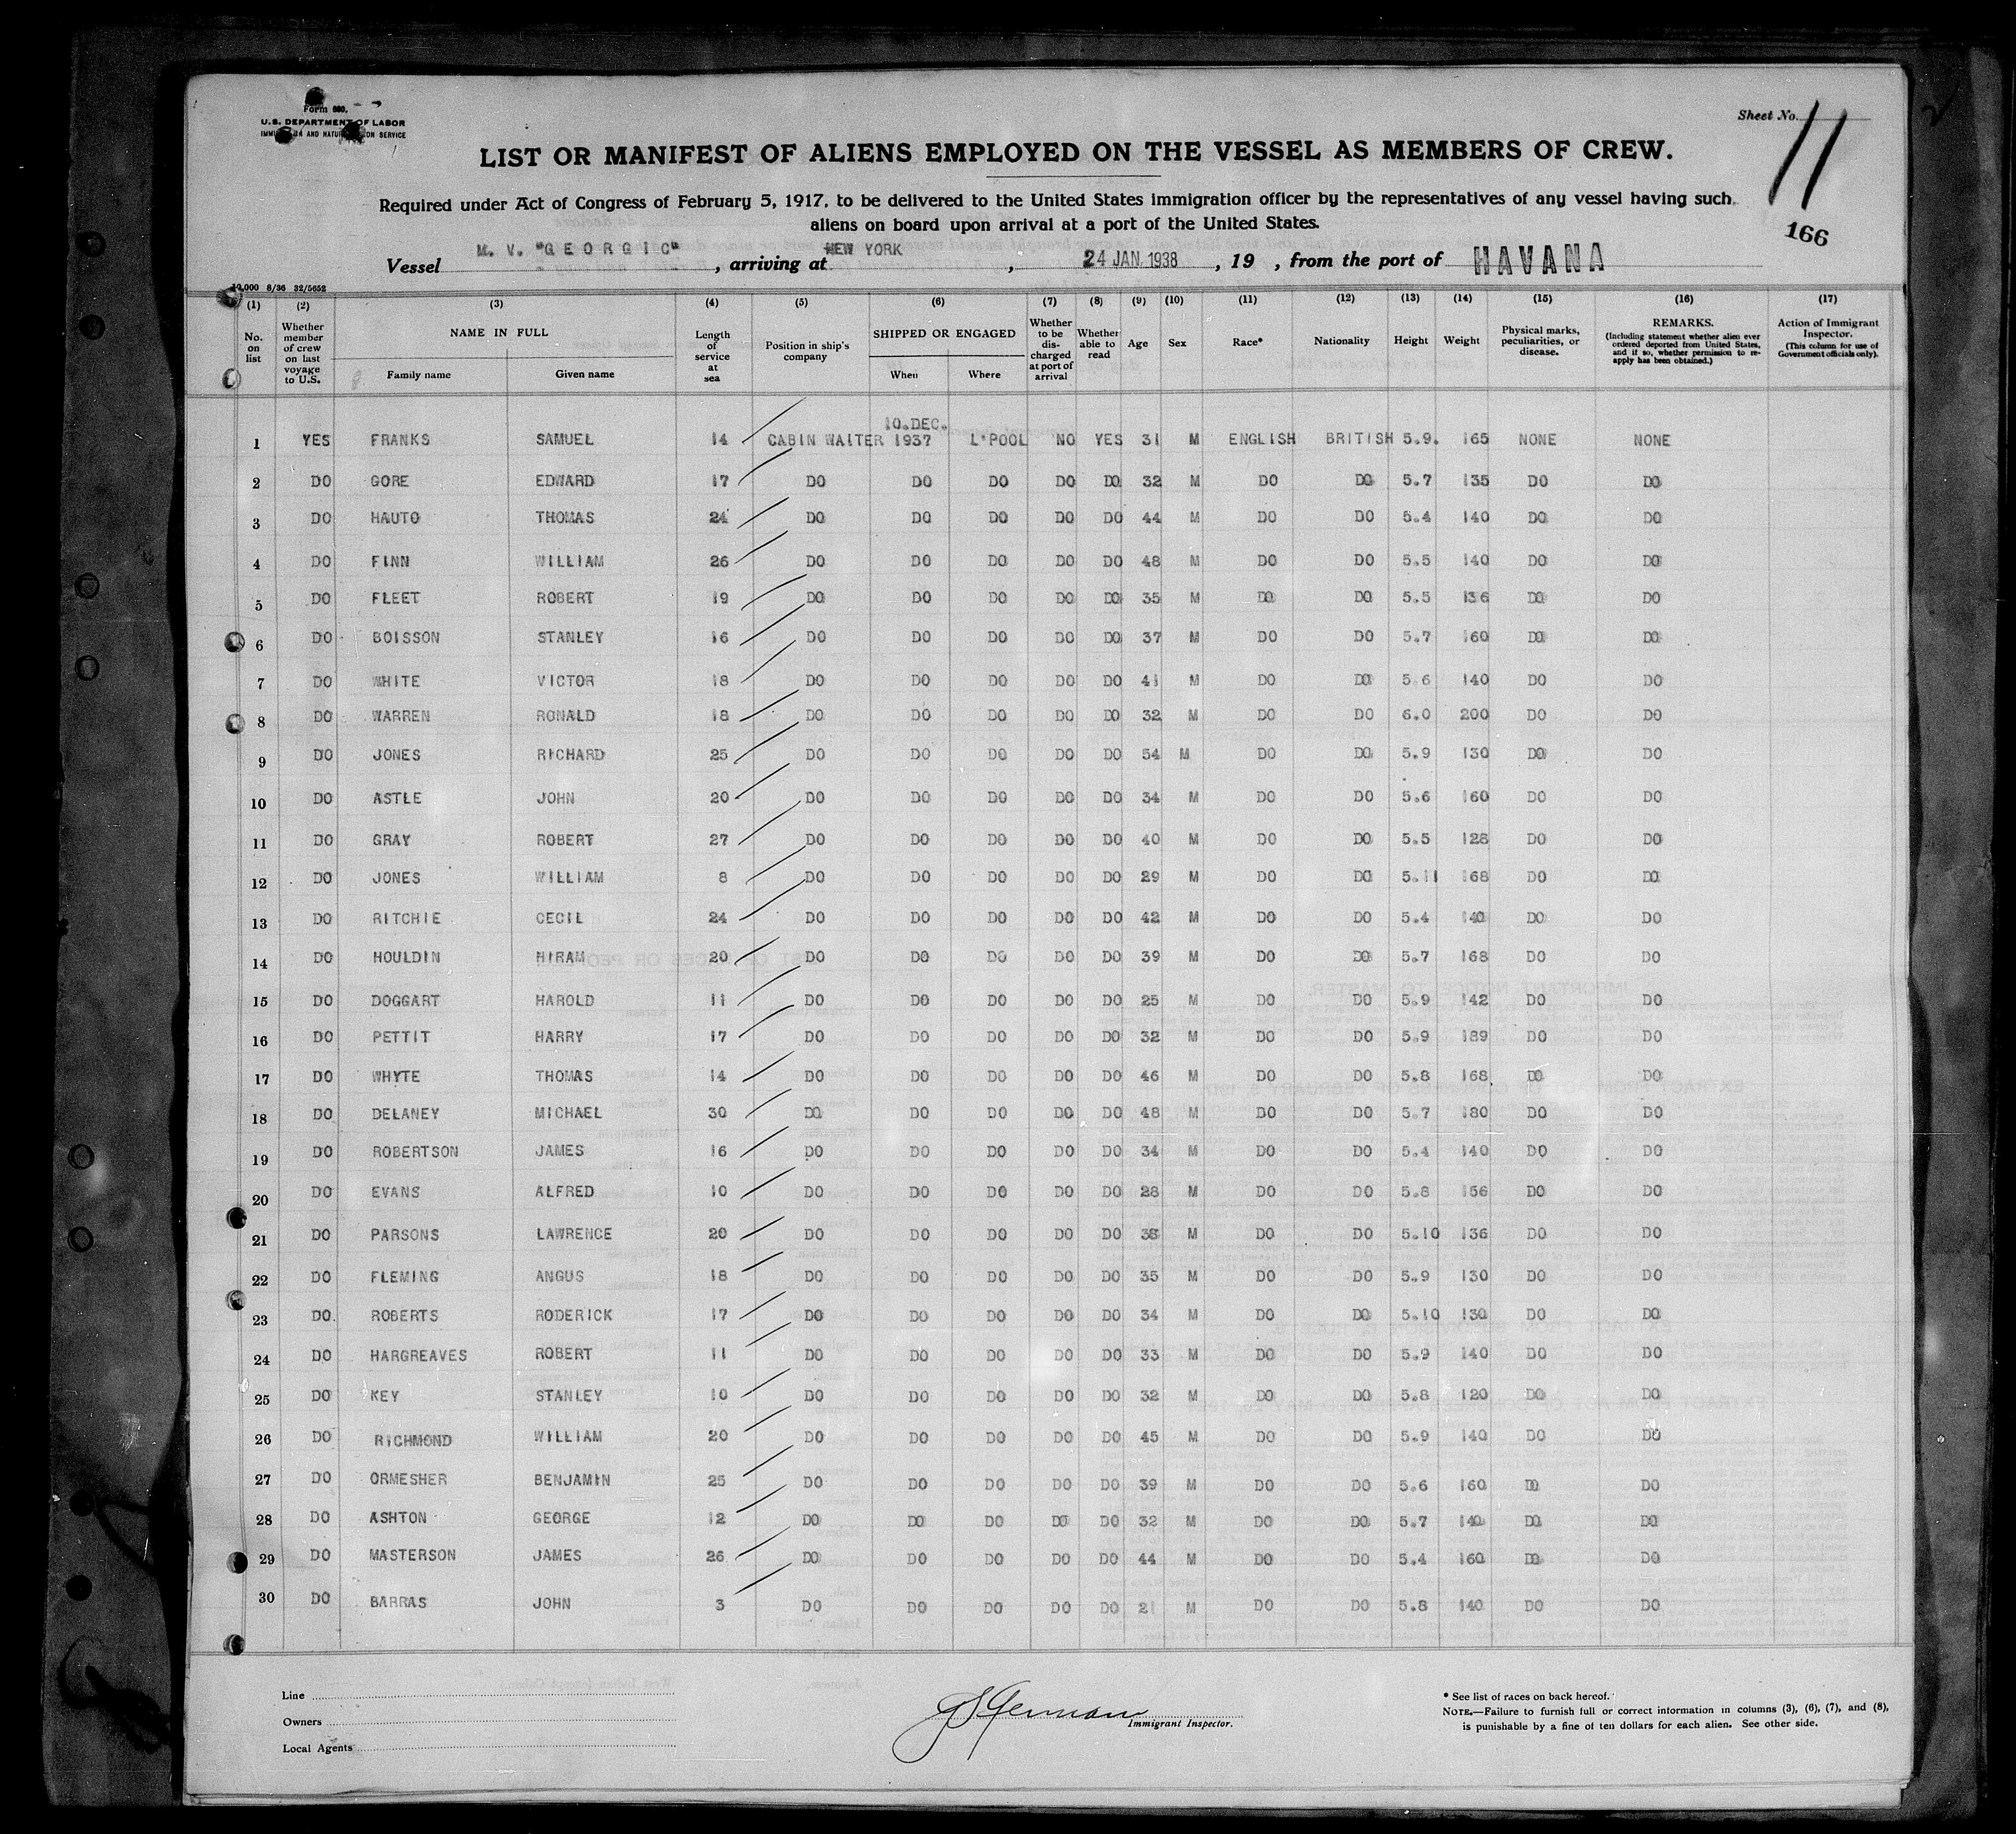 Form 680.
U.S. DEPARTMENT OF LABOR
AND SERVICE
Sheet No. 11
LIST OR MANIFEST OF ALIENS EMPLOYED ON THE VESSEL AS MEMBERS OF CREW.
Required under Act of Congress of February 5, 1917, to be delivered to the United States immigration officer by the representatives of any vessel having such
aliens on board upon arrival at a port of the United States.
166
Vessel M. V. "GEORGIC", arriving at NEW YORK, 24 JAN. 1938, 19 , from the port of HAVANA
10,000 8/36 32/5652
(1) (2) (3) (4) (5) (6) (7) (8) (9) (10) (11) (12) (13) (14) (15) (16) (17)
No. on list
Whether member of crew on last voyage to U.S.
NAME IN FULL
Family name Given name
Length of service at sea
Position in ship's company
SHIPPED OR ENGAGED
When Where
Whether to be discharged at port of arrival
Whether able to read
Age Sex Race* Nationality Height Weight
Physical marks, peculiarities, or disease.
REMARKS. (Including statement whether alien ever ordered deported from United States, and if so, whether permission to reapply has been obtained.)
Action of Immigrant Inspector. (This column for use of Government officials only).
10.DEC.
1 YES FRANKS SAMUEL 14 CABIN WAITER 1937 L'POOL NO YES 31 M ENGLISH BRITISH 5.9. 165 NONE NONE
2 DO GORE EDWARD 17 DO DO DO DO DO 32 M DO DO 5.7 135 DO DO
3 DO HAUTO THOMAS 24 DO DO DO DO DO 44 M DO DO 5.4 140 DO DO
4 DO FINN WILLIAM 26 DO DO DO DO DO 48 M DO DO 5.5 140 DO DO
5 DO FLEET ROBERT 19 DO DO DO DO DO 35 M DO DO 5.5 136 DO DO
6 DO BOISSON STANLEY 16 DO DO DO DO DO 37 M DO DO 5.7 160 DO DO
7 DO WHITE VICTOR 18 DO DO DO DO DO 41 M DO DO 5.6 140 DO DO
8 DO WARREN RONALD 18 DO DO DO DO DO 32 M DO DO 6.0 200 DO DO
9 DO JONES RICHARD 25 DO DO DO DO DO 54 M DO DO 5.9 130 DO DO
10 DO ASTLE JOHN 20 DO DO DO DO DO 34 M DO DO 5.6 160 DO DO
11 DO GRAY ROBERT 27 DO DO DO DO DO 40 M DO DO 5.5 128 DO DO
12 DO JONES WILLIAM 8 DO DO DO DO DO 29 M DO DO 5.11 168 DO DO
13 DO RITCHIE CECIL 24 DO DO DO DO DO 42 M DO DO 5.4 140 DO DO
14 DO HOULDIN HIRAM 20 DO DO DO DO DO 39 M DO DO 5.7 168 DO DO
15 DO DOGGART HAROLD 11 DO DO DO DO DO 25 M DO DO 5.9 142 DO DO
16 DO PETTIT HARRY 17 DO DO DO DO DO 32 M DO DO 5.9 189 DO DO
17 DO WHYTE THOMAS 14 DO DO DO DO DO 46 M DO DO 5.8 168 DO DO
18 DO DELANEY MICHAEL 30 DO DO DO DO DO 48 M DO DO 5.7 180 DO DO
19 DO ROBERTSON JAMES 16 DO DO DO DO DO 34 M DO DO 5.4 140 DO DO
20 DO EVANS ALFRED 10 DO DO DO DO DO 28 M DO DO 5.8 156 DO DO
21 DO PARSONS LAWRENCE 20 DO DO DO DO DO 38 M DO DO 5.10 136 DO DO
22 DO FLEMING ANGUS 18 DO DO DO DO DO 35 M DO DO 5.9 130 DO DO
23 DO. ROBERTS RODERICK 17 DO DO DO DO DO 34 M DO DO 5.10 130 DO DO
24 DO HARGREAVES ROBERT 11 DO DO DO DO DO 33 M DO DO 5.9 140 DO DO
25 DO KEY STANLEY 10 DO DO DO DO DO 32 M DO DO 5.8 120 DO DO
26 DO RICHMOND WILLIAM 20 DO DO DO DO DO 45 M DO DO 5.9 140 DO DO
27 DO ORMESHER BENJAMIN 25 DO DO DO DO DO 39 M DO DO 5.6 160 DO DO
28 DO ASHTON GEORGE 12 DO DO DO DO DO 32 M DO DO 5.7 140 DO DO
29 DO MASTERSON JAMES 26 DO DO DO DO DO 44 M DO DO 5.4 160 DO DO
30 DO BARRAS JOHN 3 DO DO DO DO DO 21 M DO DO 5.8 140 DO DO
Line
Owners
Local Agents
Immigrant Inspector.
* See list of races on back hereof.
NOTE.—Failure to furnish full or correct information in columns (3), (6), (7), and (8),
is punishable by a fine of ten dollars for each alien. See other side.